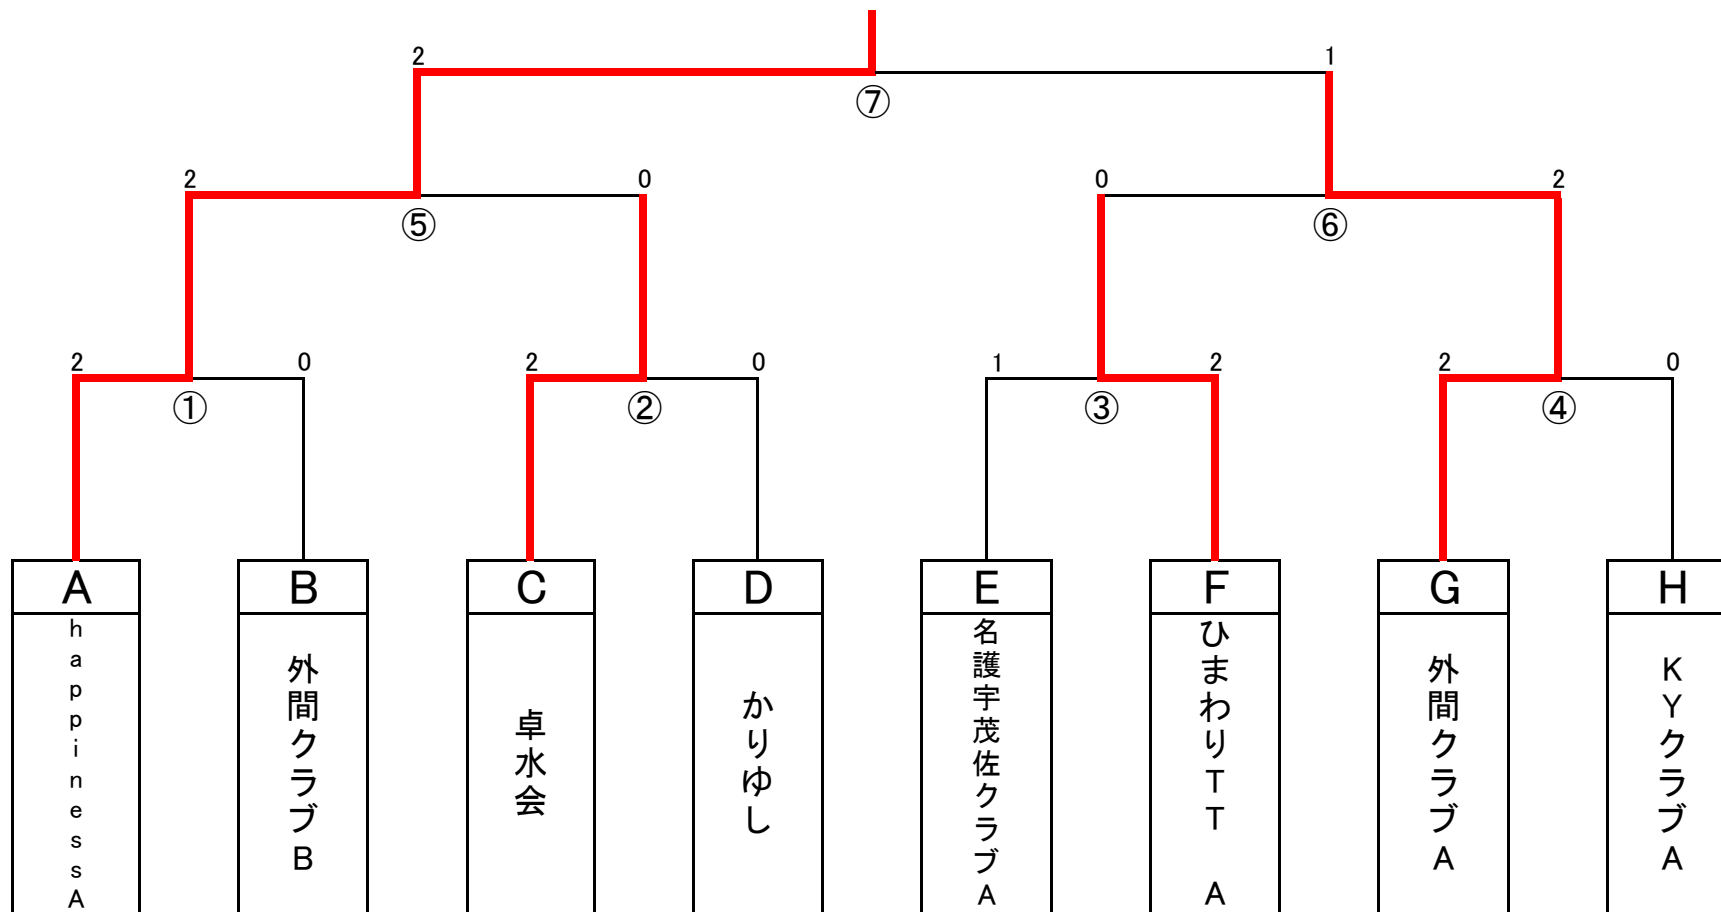 2 1
⑦
2 0 0 2
⑤ ⑥
2 0 2 0 1 2 2 0
① ② ③ ④
A B C D E F G H
happinessA
外間クラブB
卓水会
かりゆし
名護宇茂佐クラブA
ひまわりTT A
外間クラブA
KYクラブA